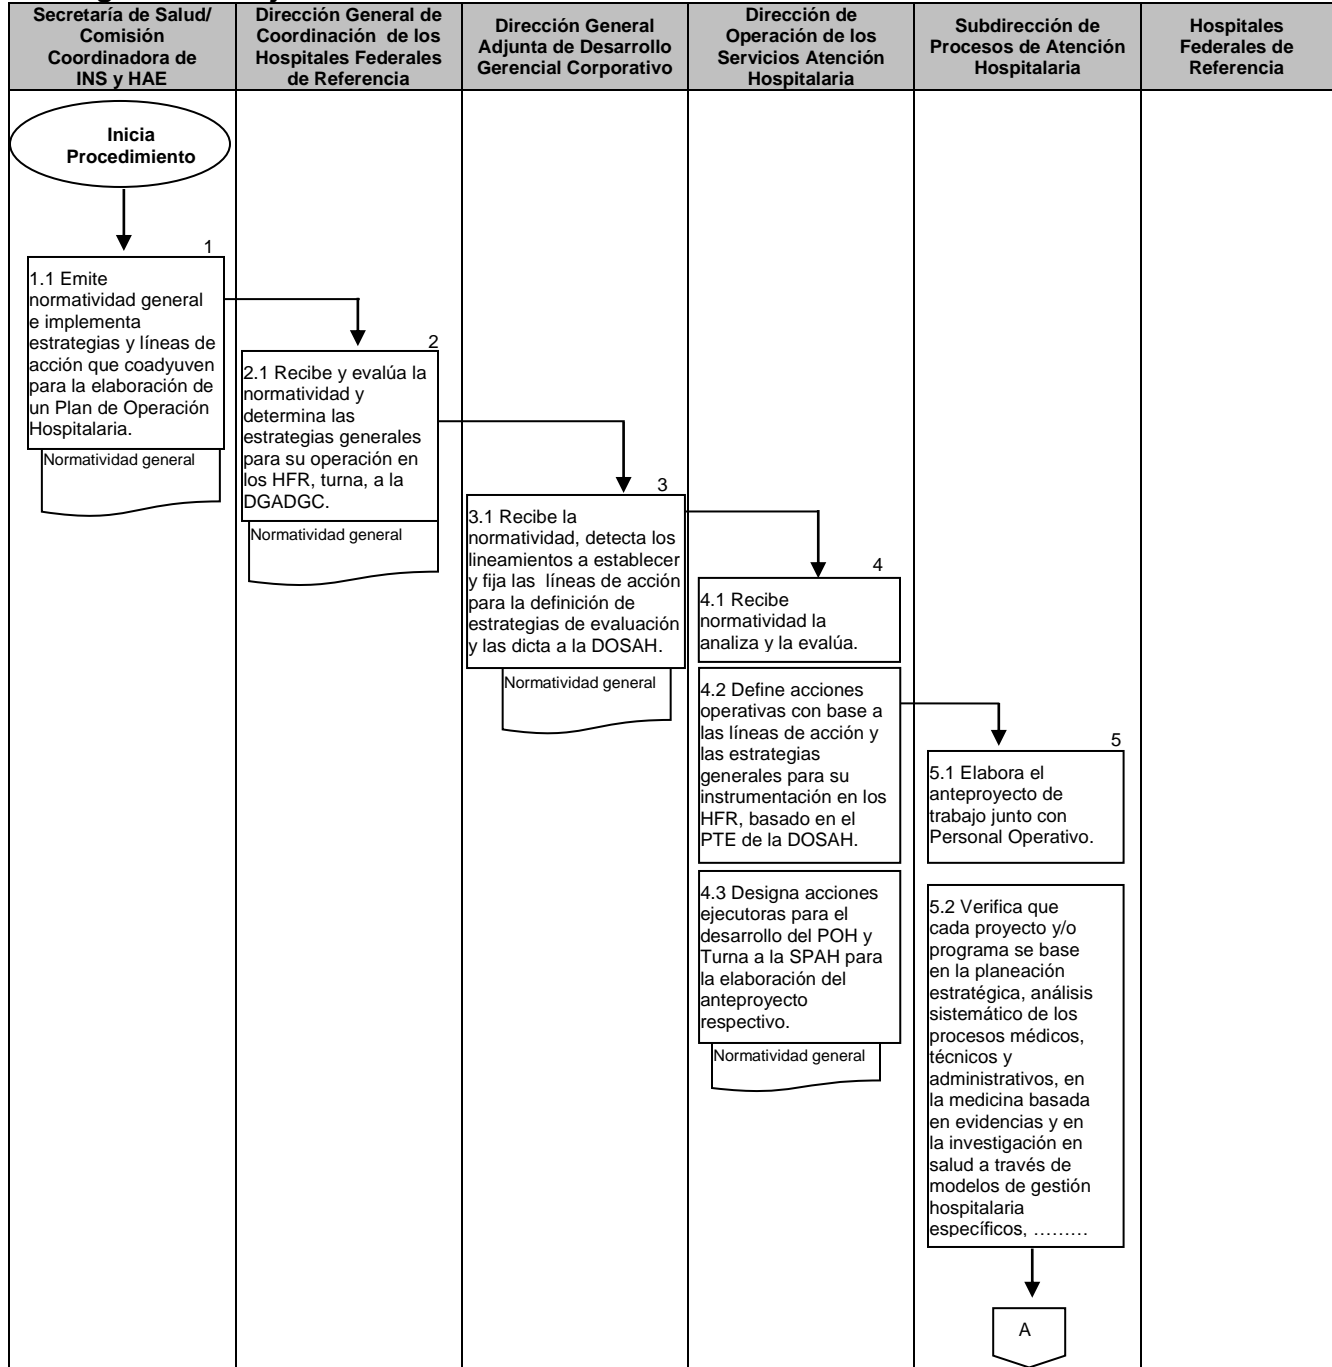 Secretaría de Salud/
Comisión
Coordinadora de
INS y HAE
Dirección General de
Coordinación de los
Hospitales Federales
de Referencia
Dirección General
Adjunta de Desarrollo
Gerencial Corporativo
Dirección de
Operación de los
Servicios Atención
Hospitalaria
Subdirección de
Procesos de Atención
Hospitalaria
Hospitales
Federales de
Referencia
Inicia
Procedimiento
1
1.1 Emite
normatividad general
e implementa
estrategias y líneas de
acción que coadyuven
para la elaboración de
un Plan de Operación
Hospitalaria.
Normatividad general
2
2.1 Recibe y evalúa la
normatividad y
determina las
estrategias generales
para su operación en
los HFR, turna, a la
DGADGC.
Normatividad general
3
3.1 Recibe la
normatividad, detecta los
lineamientos a establecer
y fija las líneas de acción
para la definición de
estrategias de evaluación
y las dicta a la DOSAH.
Normatividad general
4
4.1 Recibe
normatividad la
analiza y la evalúa.
4.2 Define acciones
operativas con base a
las líneas de acción y
las estrategias
generales para su
instrumentación en los
HFR, basado en el
PTE de la DOSAH.
4.3 Designa acciones
ejecutoras para el
desarrollo del POH y
Turna a la SPAH para
la elaboración del
anteproyecto
respectivo.
Normatividad general
5
5.1 Elabora el
anteproyecto de
trabajo junto con
Personal Operativo.
5.2 Verifica que
cada proyecto y/o
programa se base
en la planeación
estratégica, análisis
sistemático de los
procesos médicos,
técnicos y
administrativos, en
la medicina basada
en evidencias y en
la investigación en
salud a través de
modelos de gestión
hospitalaria
específicos, ………
A